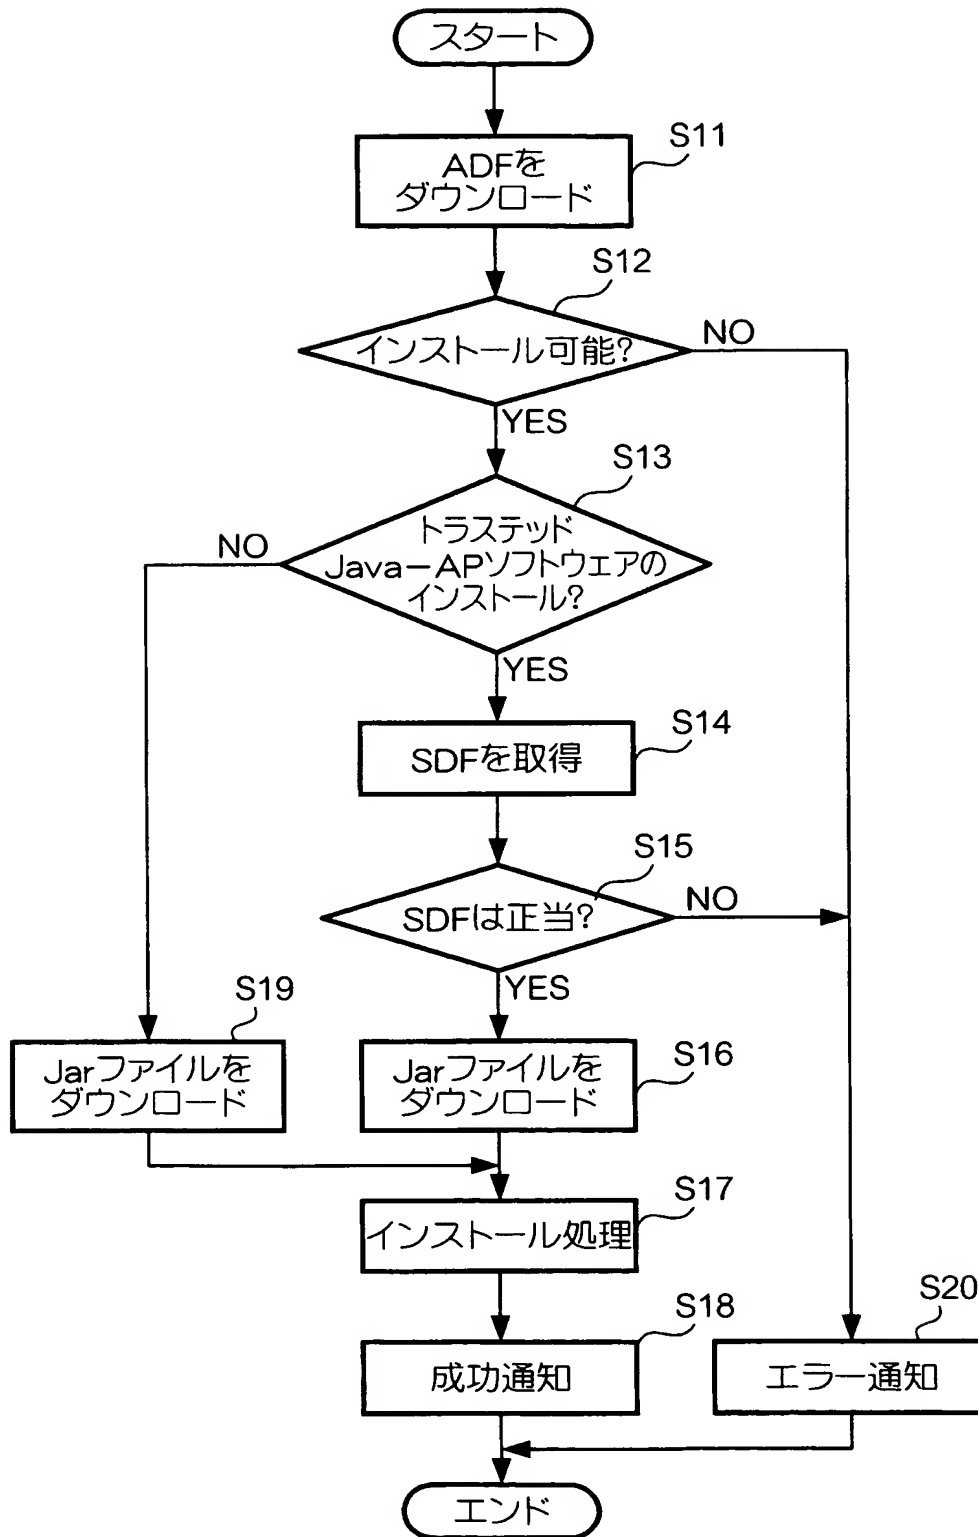 スタート
S11
ADFを
ダウンロード
S12
インストール可能?
NO
YES
S13
トラステッド
Java-APソフトウェアの
インストール?
NO
YES
S14
SDFを取得
S15
SDFは正当?
NO
YES
S19
Jarファイルを
ダウンロード
S16
Jarファイルを
ダウンロード
S17
インストール処理
S18
成功通知
S20
エラー通知
エンド